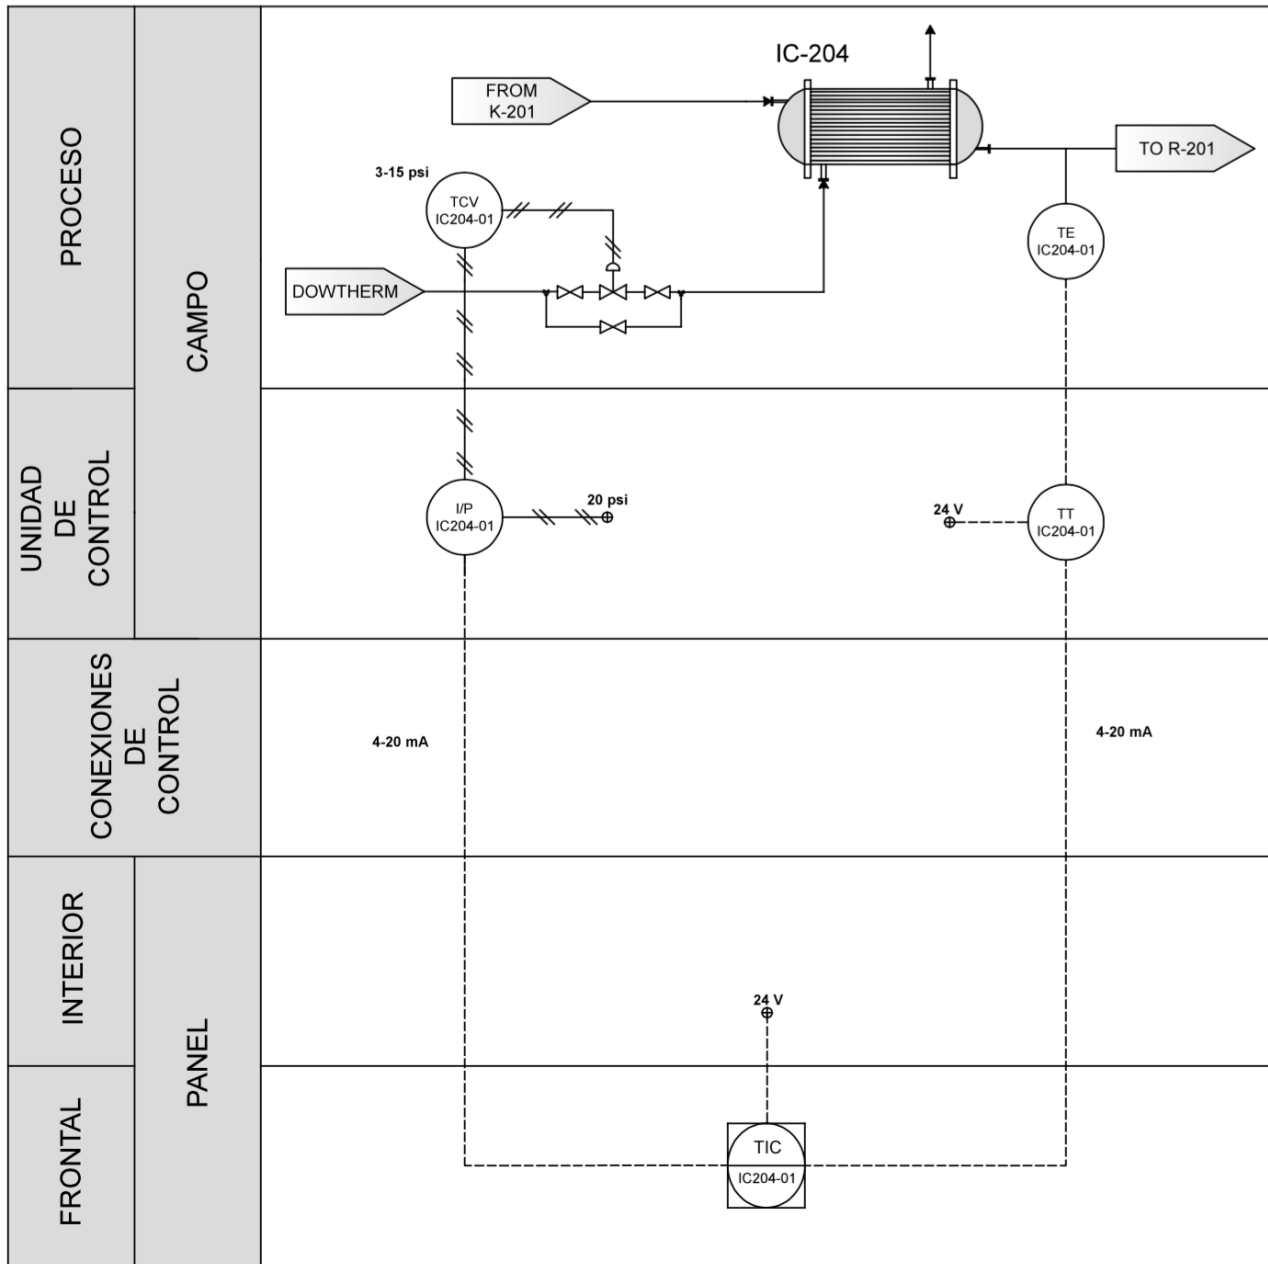 PROCESO
CAMPO
UNIDAD
DE
CONTROL
CONEXIONES
DE
CONTROL
INTERIOR
PANEL
FRONTAL
IC-204
FROM
K-201
TO R-201
3-15 psi
TCV
IC204-01
TE
IC204-01
DOWTHERM
I/P
IC204-01
20 psi
24 V
TT
IC204-01
4-20 mA
4-20 mA
24 V
TIC
IC204-01